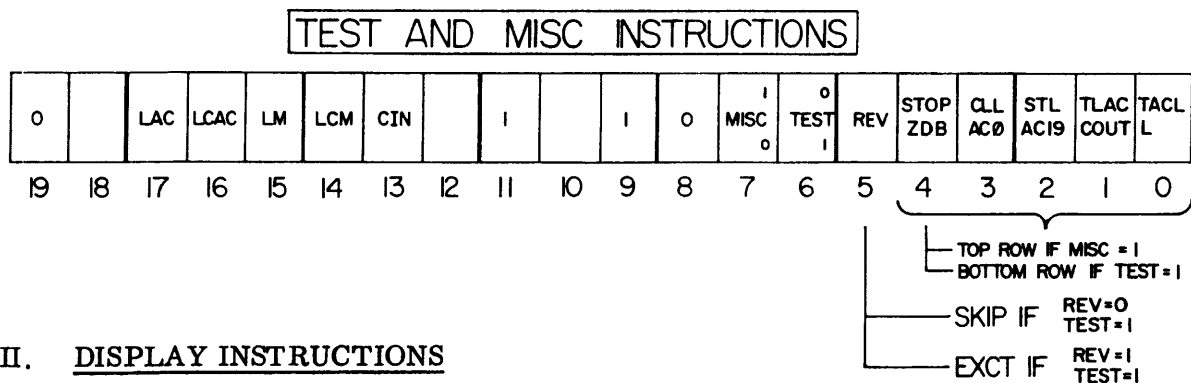 TEST AND MISC INSTRUCTIONS
0 LAC LCAC LM LCM CIN 1 1 0 1 MISC 0 0 TEST 1 REV STOP ZDB CLL AC0 STL AC19 TLAC COUT TACL L
19 18 17 16 15 14 13 12 11 10 9 8 7 6 5 4 3 2 1 0
TOP ROW IF MISC = 1
BOTTOM ROW IF TEST = 1
SKIP IF REV=0 TEST=1
II. DISPLAY INSTRUCTIONS
EXCT IF REV=1 TEST=1